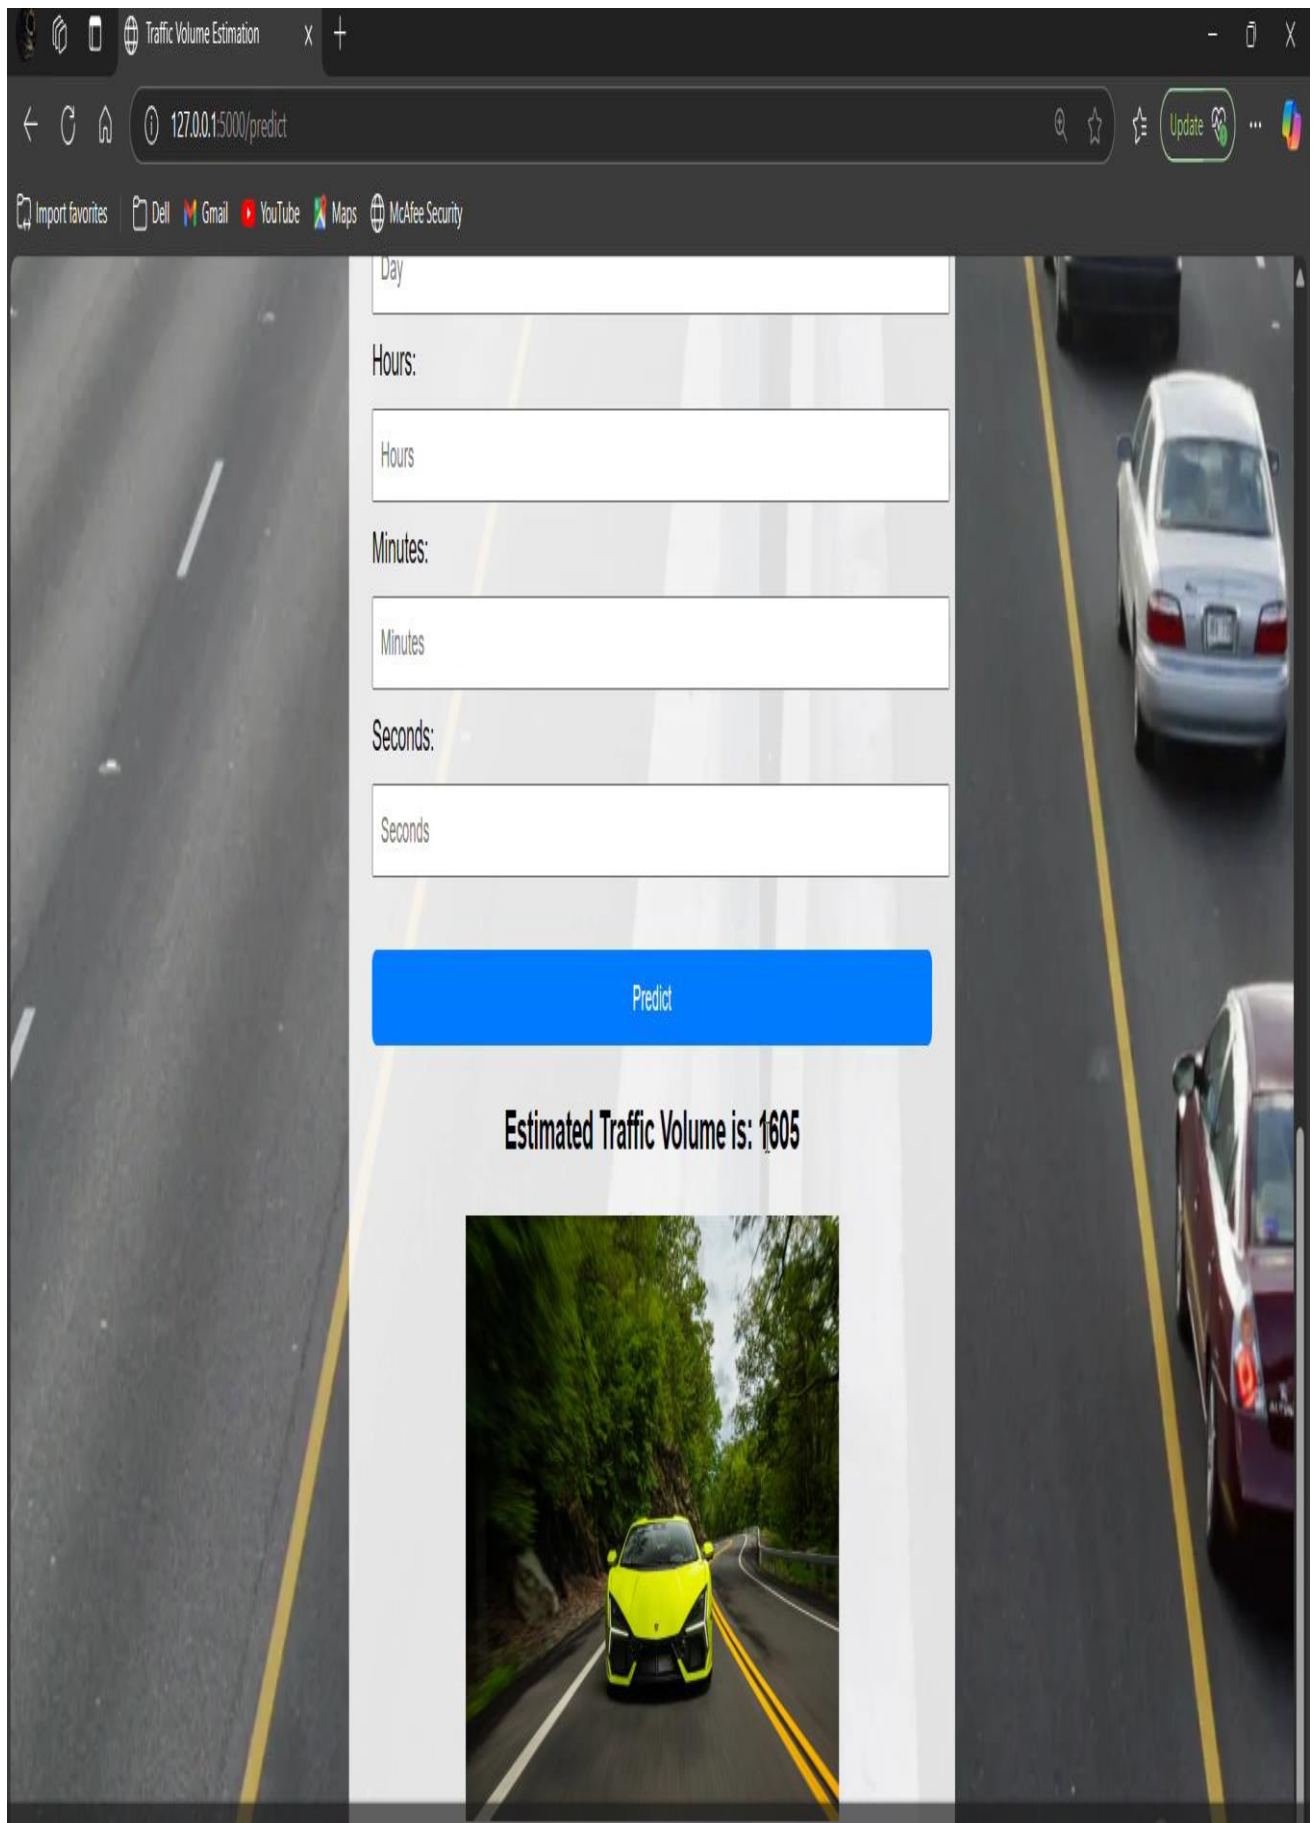 Traffic Volume Estimation
127.0.0.1:5000/predict
Update
Import favorites Dell Gmail YouTube Maps McAfee Security
Day
Hours:
Hours
Minutes:
Minutes
Seconds:
Seconds
Predict
Estimated Traffic Volume is: 1605